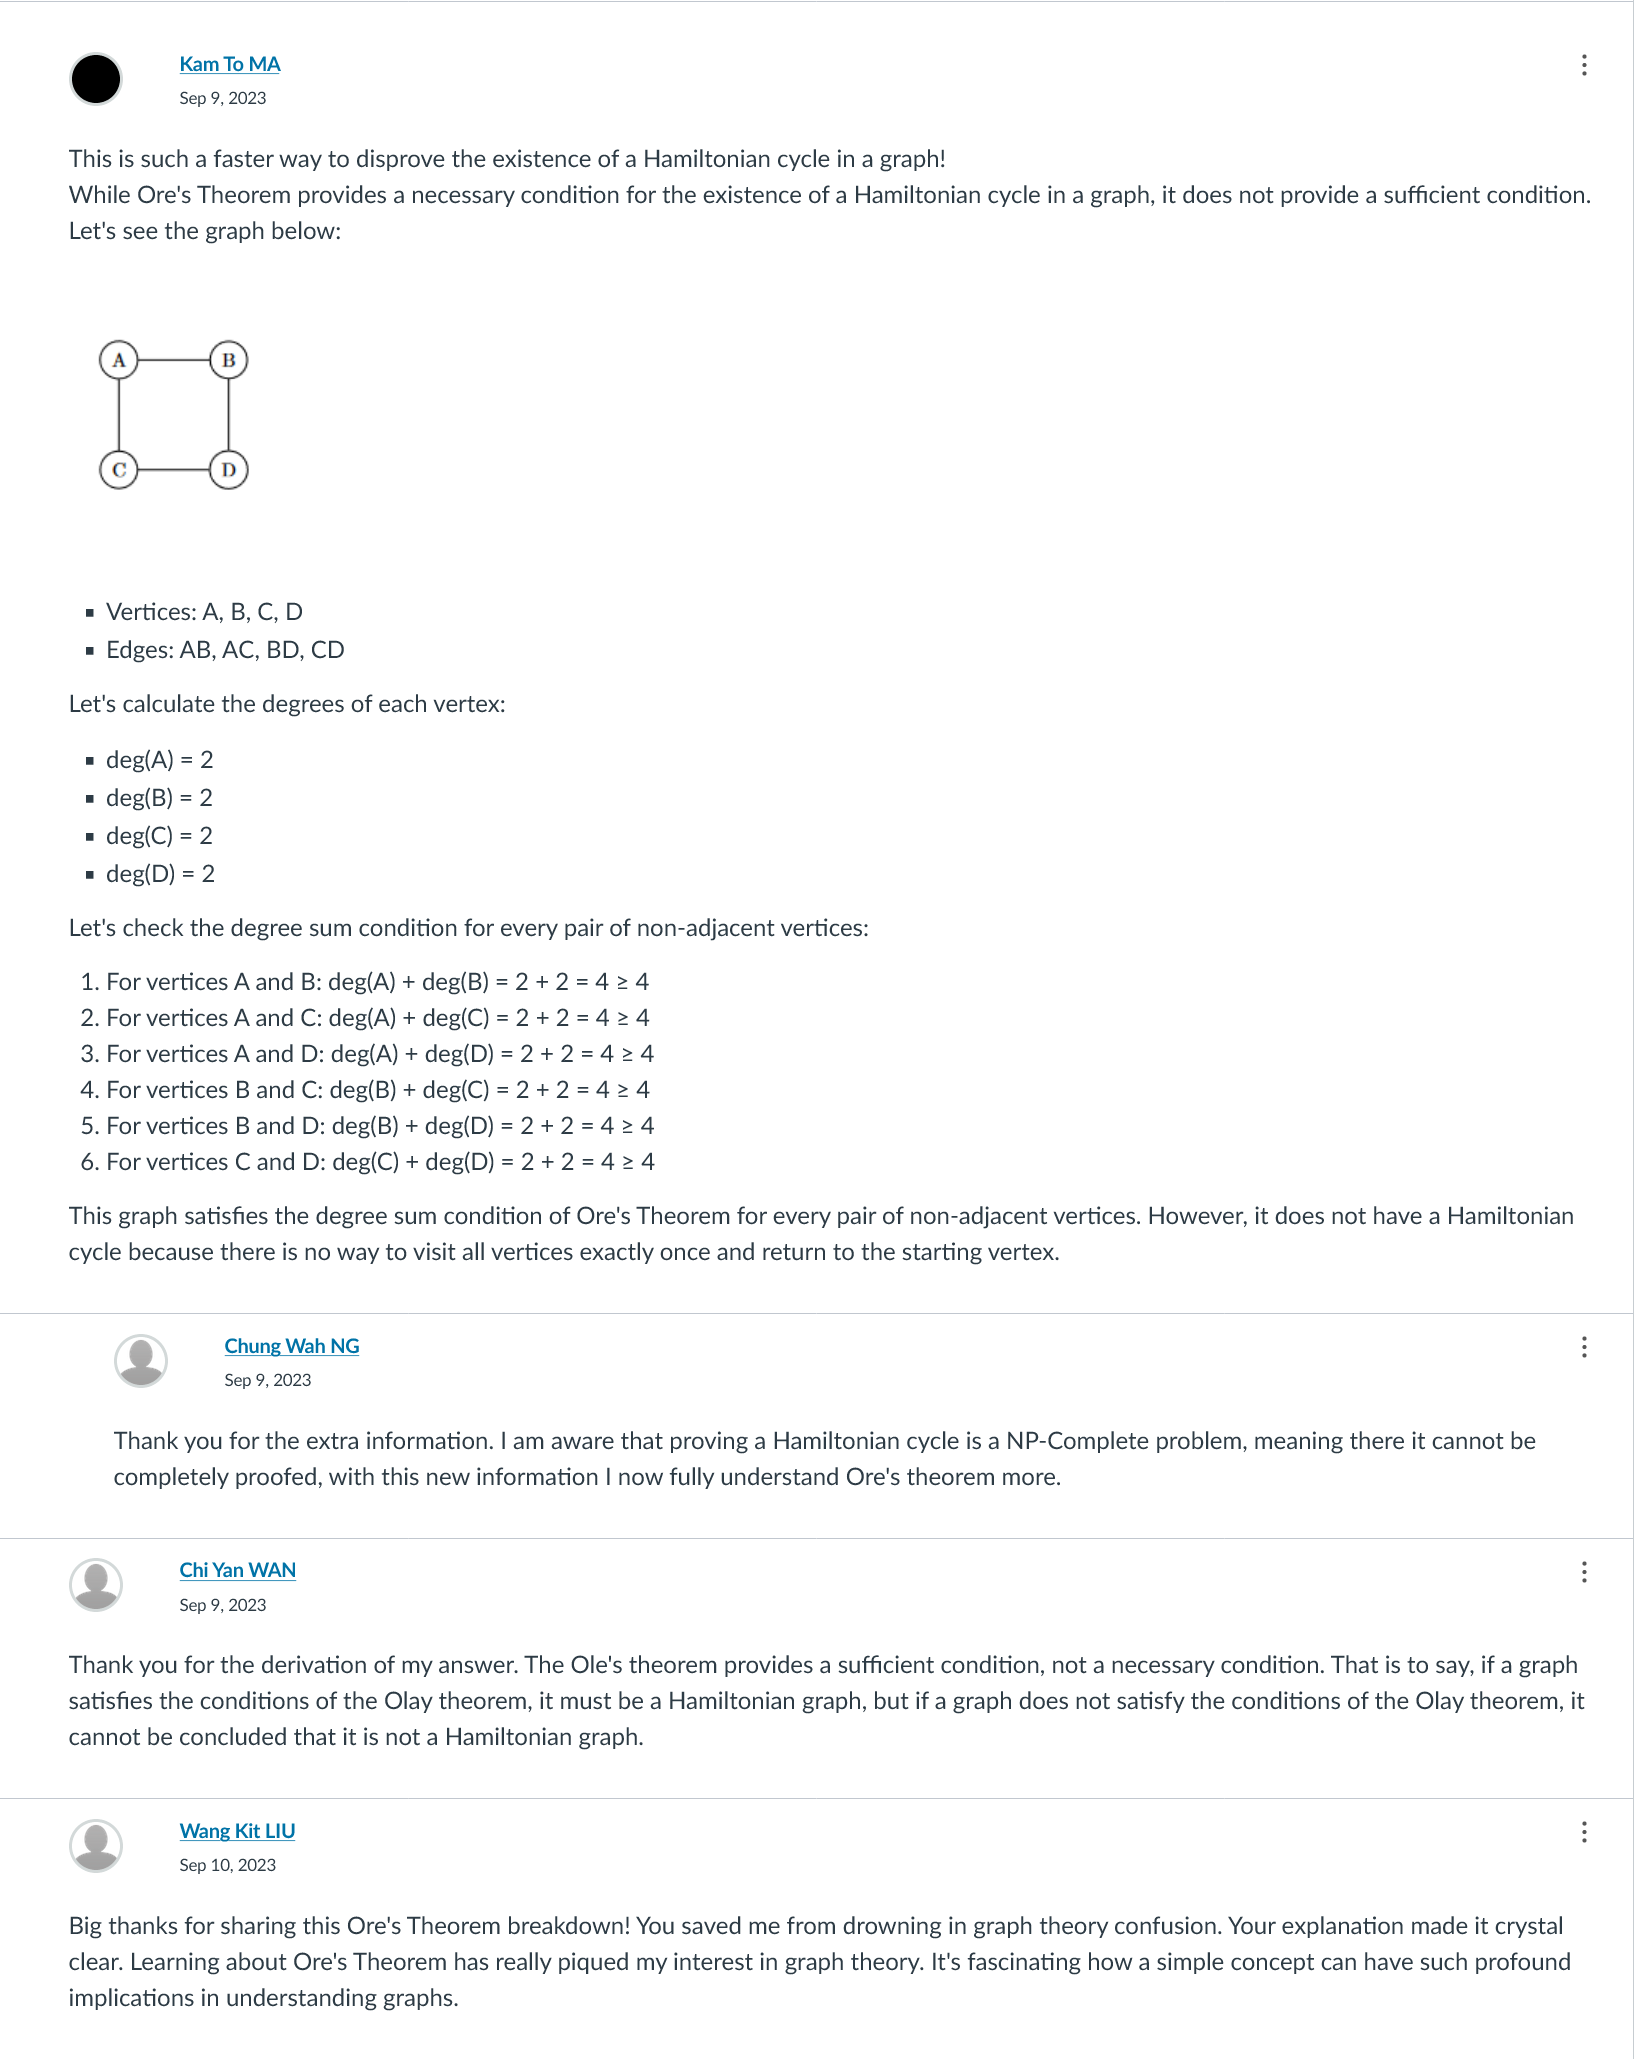 Kam To MA
Sep 9, 2023
This is such a faster way to disprove the existence of a Hamiltonian cycle in a graph!
While Ore's Theorem provides a necessary condition for the existence of a Hamiltonian cycle in a graph, it does not provide a sufficient condition.
Let's see the graph below:
A B
C D
▪ Vertices: A, B, C, D
▪ Edges: AB, AC, BD, CD
Let's calculate the degrees of each vertex:
▪ deg(A) = 2
▪ deg(B) = 2
▪ deg(C) = 2
▪ deg(D) = 2
Let's check the degree sum condition for every pair of non-adjacent vertices:
1. For vertices A and B: deg(A) + deg(B) = 2 + 2 = 4 ≥ 4
2. For vertices A and C: deg(A) + deg(C) = 2 + 2 = 4 ≥ 4
3. For vertices A and D: deg(A) + deg(D) = 2 + 2 = 4 ≥ 4
4. For vertices B and C: deg(B) + deg(C) = 2 + 2 = 4 ≥ 4
5. For vertices B and D: deg(B) + deg(D) = 2 + 2 = 4 ≥ 4
6. For vertices C and D: deg(C) + deg(D) = 2 + 2 = 4 ≥ 4
This graph satisfies the degree sum condition of Ore's Theorem for every pair of non-adjacent vertices. However, it does not have a Hamiltonian
cycle because there is no way to visit all vertices exactly once and return to the starting vertex.
Chung Wah NG
Sep 9, 2023
Thank you for the extra information. I am aware that proving a Hamiltonian cycle is a NP-Complete problem, meaning there it cannot be
completely proofed, with this new information I now fully understand Ore's theorem more.
Chi Yan WAN
Sep 9, 2023
Thank you for the derivation of my answer. The Ole's theorem provides a sufficient condition, not a necessary condition. That is to say, if a graph
satisfies the conditions of the Olay theorem, it must be a Hamiltonian graph, but if a graph does not satisfy the conditions of the Olay theorem, it
cannot be concluded that it is not a Hamiltonian graph.
Wang Kit LIU
Sep 10, 2023
Big thanks for sharing this Ore's Theorem breakdown! You saved me from drowning in graph theory confusion. Your explanation made it crystal
clear. Learning about Ore's Theorem has really piqued my interest in graph theory. It's fascinating how a simple concept can have such profound
implications in understanding graphs.